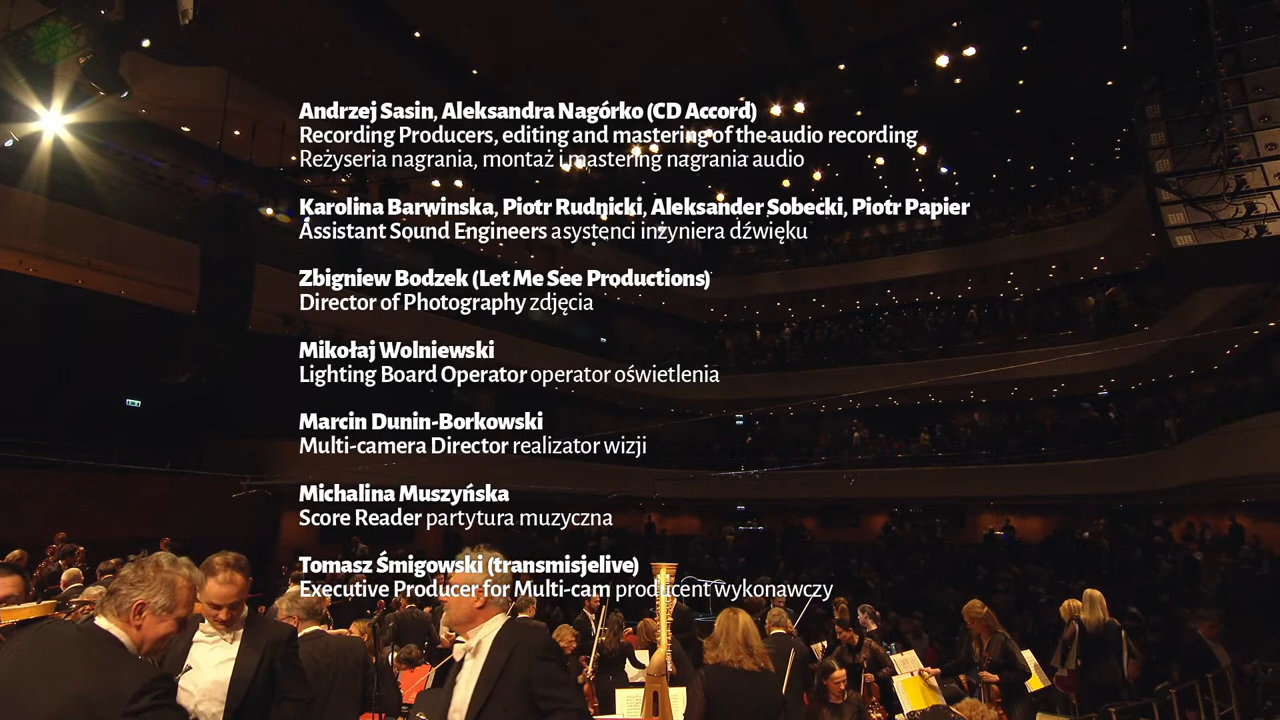 Andrzej Sasin, Aleksandra Nagórko (CD Accord)
Recording Producers, editing and mastering of the audio recording
Reżyseria nagrania, montaż i mastering nagrania audio
Karolina Barwinska, Piotr Rudnicki, Aleksander Sobecki, Piotr Papier
Assistant Sound Engineers asystenci inżyniera dźwięku
Zbigniew Bodzek (Let Me See Productions)
Director of Photography zdjęcia
Mikołaj Wolniewski
Lighting Board Operator operator oświetlenia
Marcin Dunin-Borkowski
Multi-camera Director realizator wizji
Michalina Muszyńska
Score Reader partytura muzyczna
Tomasz Śmigowski (transmisjelive)
Executive Producer for Multi-cam producent wykonawczy